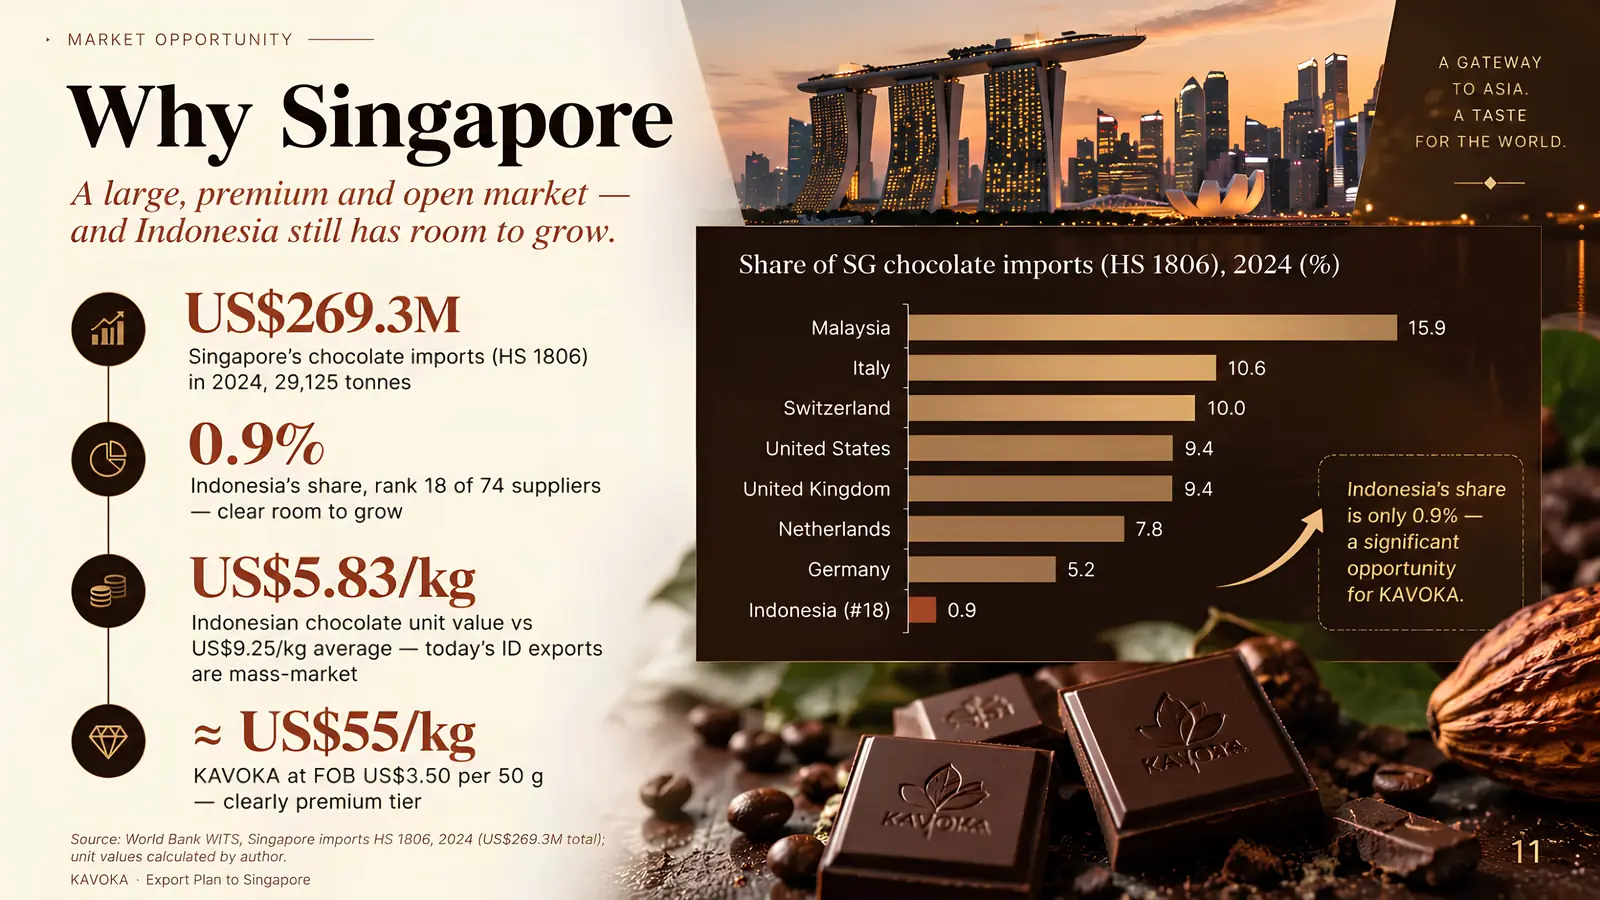 MARKET OPPORTUNITY
Why Singapore
A large, premium and open market —
and Indonesia still has room to grow.
US$269.3M
Singapore's chocolate imports (HS 1806)
in 2024, 29,125 tonnes
0.9%
Indonesia's share, rank 18 of 74 suppliers
— clear room to grow
US$5.83/kg
Indonesian chocolate unit value vs
US$9.25/kg average — today's ID exports
are mass-market
≈ US$55/kg
KAVOKA at FOB US$3.50 per 50 g
— clearly premium tier
Source: World Bank WITS, Singapore imports HS 1806, 2024 (US$269.3M total);
unit values calculated by author.
KAVOKA · Export Plan to Singapore
A GATEWAY
TO ASIA.
A TASTE
FOR THE WORLD.
Share of SG chocolate imports (HS 1806), 2024 (%)
Malaysia 15.9
Italy 10.6
Switzerland 10.0
United States 9.4
United Kingdom 9.4
Netherlands 7.8
Germany 5.2
Indonesia (#18) 0.9
Indonesia's share
is only 0.9% —
a significant
opportunity
for KAVOKA.
KAVOKA
KAVOKA
11